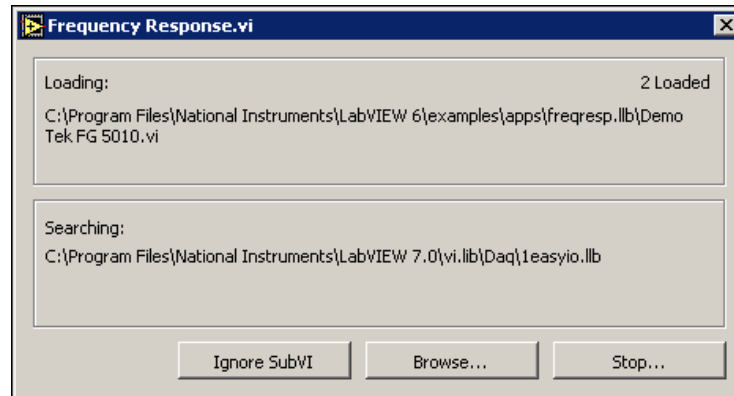 Frequency Response.vi
Loading: 2 Loaded
C:\Program Files\National Instruments\LabVIEW 6\examples\apps\freqresp.llb\Demo
Tek FG 5010.vi
Searching:
C:\Program Files\National Instruments\LabVIEW 7.0\vi.lib\Daq\1easyio.llb
Ignore SubVI Browse... Stop...